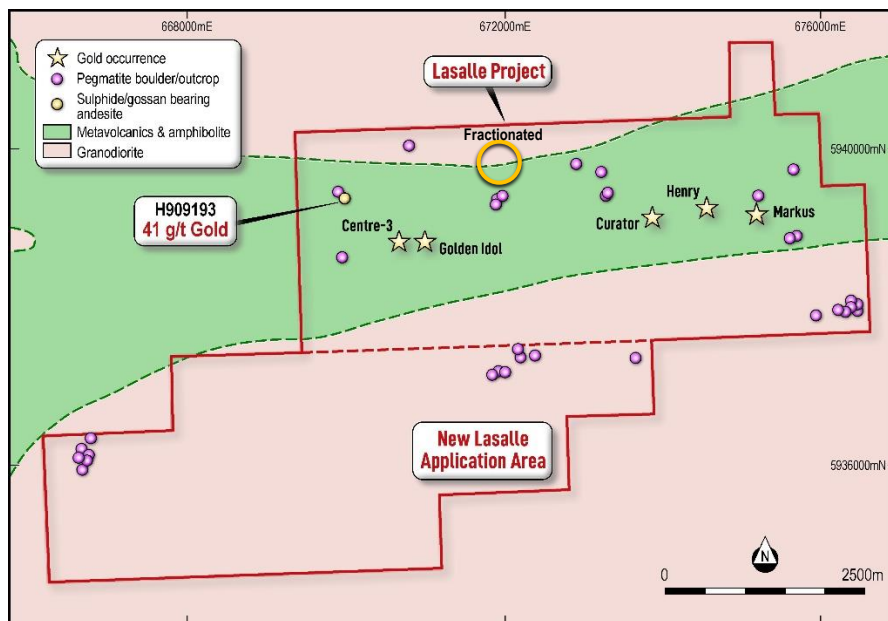 668000mE
672000mE
676000mE
Gold occurrence
Pegmatite boulder/outcrop
Sulphide/gossan bearing
andesite
Metavolcanics & amphibolite
Granodiorite
Lasalle Project
Fractionated
5940000mN
H909193
41 g/t Gold
Centre-3
Golden Idol
Curator
Henry
Markus
New Lasalle
Application Area
5936000mN
N
0
2500m